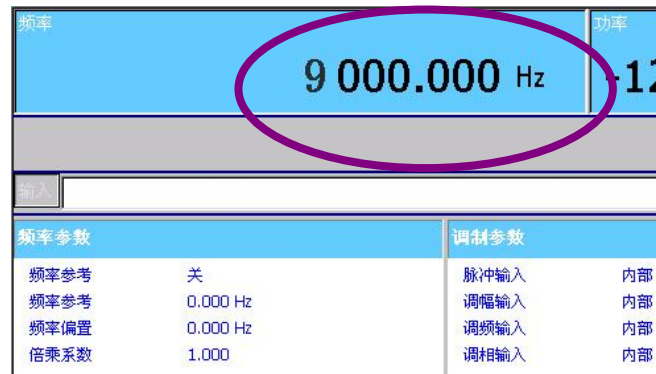 频率 功率
9 000.000 Hz -12
输入
频率参数 调制参数
频率参考 关 脉冲输入 内部
频率参考 0.000 Hz 调幅输入 内部
频率偏置 0.000 Hz 调频输入 内部
倍乘系数 1.000 调相输入 内部